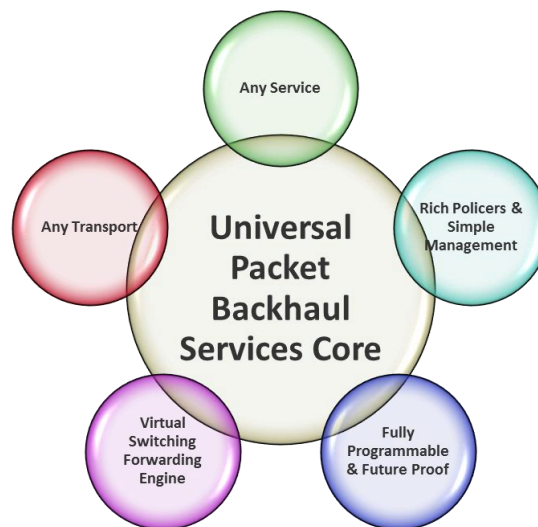 Any Service
Any Transport
Rich Policers &
Simple
Management
Universal
Packet
Backhaul
Services Core
Virtual
Switching
Forwarding
Engine
Fully
Programmable
& Future Proof